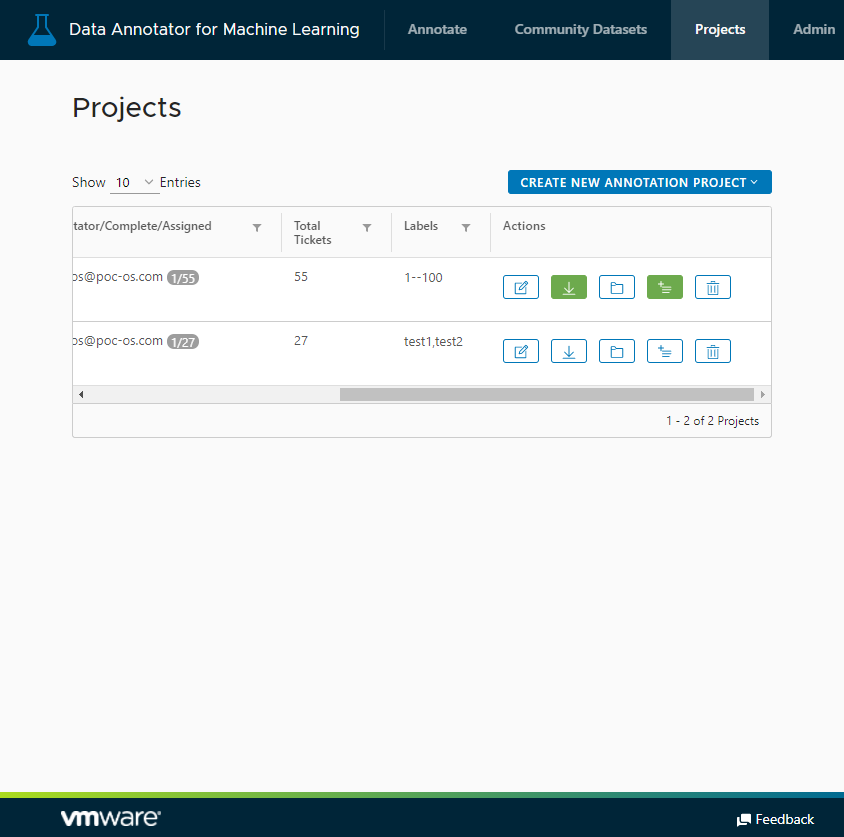 Data Annotator for Machine Learning Annotate Community Datasets Projects Admin
Projects
Show 10 Entries CREATE NEW ANNOTATION PROJECT
tator/Complete/Assigned Total Tickets Labels Actions
os@poc-os.com 1/55 55 1--100
os@poc-os.com 1/27 27 test1,test2
1 - 2 of 2 Projects
vmware Feedback